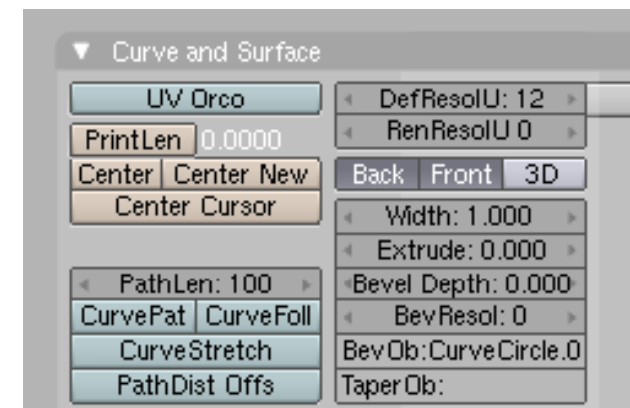 Curve and Surface
UV Orco
PrintLen 0.0000
Center Center New
Center Cursor
PathLen: 100
CurvePat CurveFoll
CurveStretch
PathDist Offs
DefResolU: 12
RenResolU 0
Back Front 3D
Width: 1.000
Extrude: 0.000
Bevel Depth: 0.000
BevResol: 0
BevOb:CurveCircle.0
TaperOb: